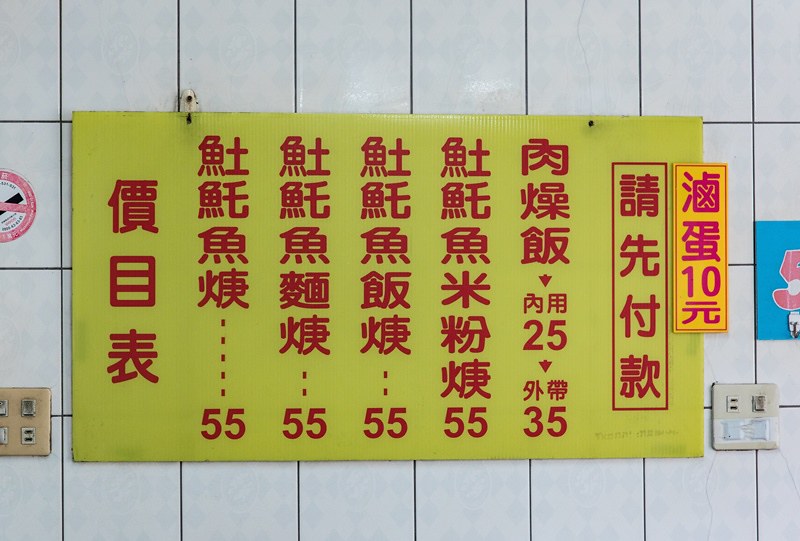 價目表
𩵚魠魚焿……55
𩵚魠魚麵焿…55
𩵚魠魚飯焿…55
𩵚魠魚米粉焿55
肉燥飯
內用
25
外帶
35
請先付款
滷蛋10元